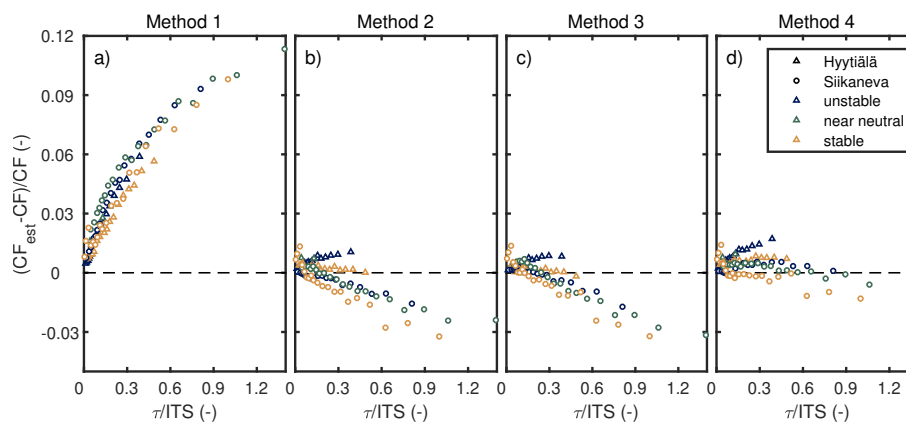 Method 1 Method 2 Method 3 Method 4
a) b) c) d)
0.12
0.09
0.06
0.03
0
-0.03
(CF_est-CF)/CF (-)
Hyytiälä
Siikaneva
unstable
near neutral
stable
0 0.3 0.6 0.9 1.2 0 0.3 0.6 0.9 1.2 0 0.3 0.6 0.9 1.2 0 0.3 0.6 0.9 1.2
τ/ITS (-) τ/ITS (-) τ/ITS (-) τ/ITS (-)